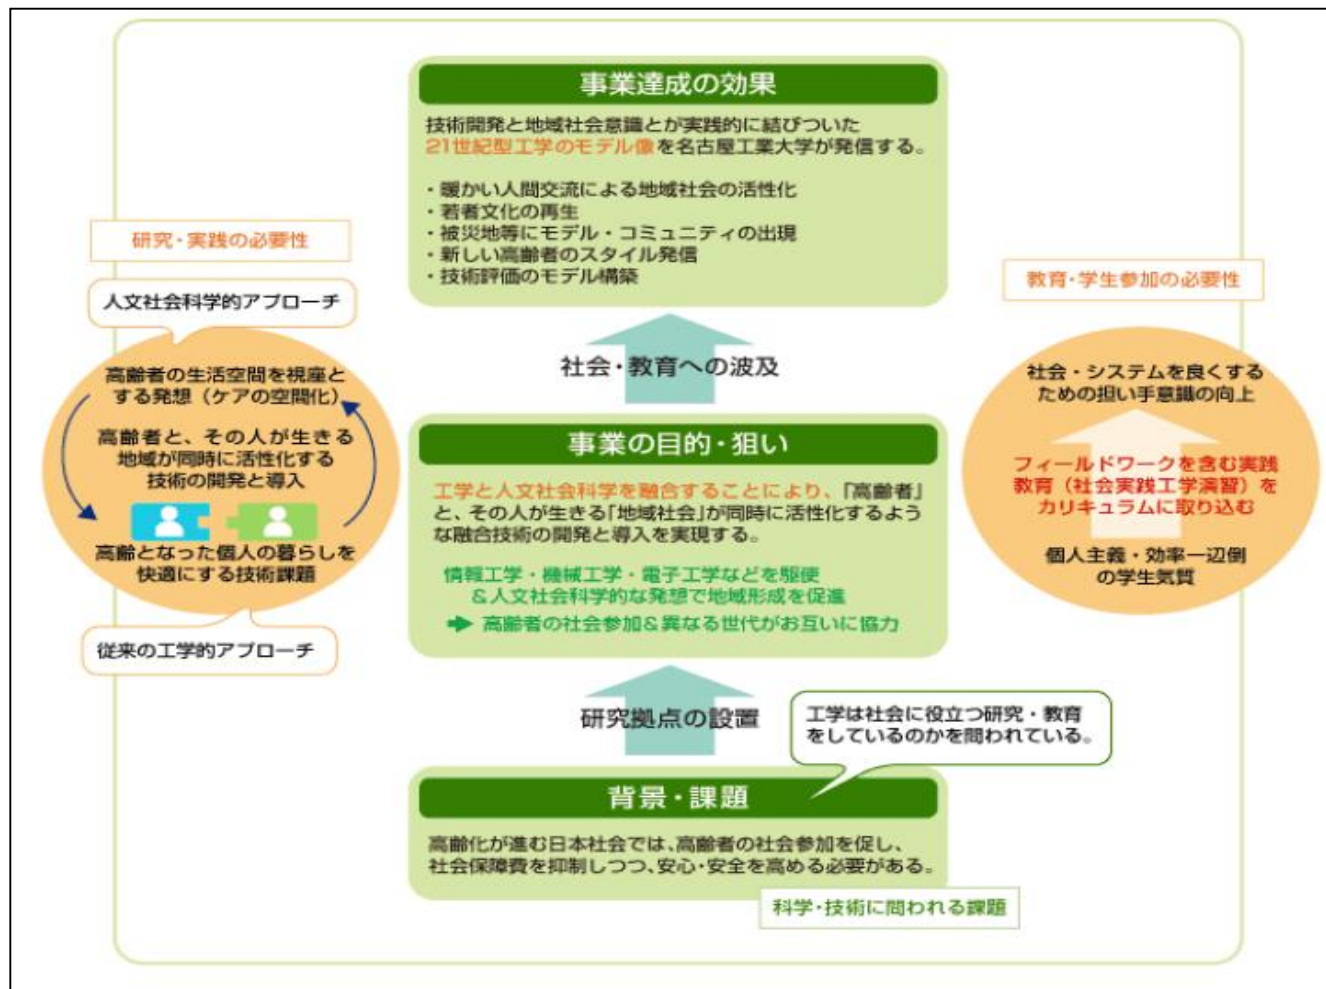 事業達成の効果
技術開発と地域社会意識とが実践的に結びついた
21世紀型工学のモデル像を名古屋工業大学が発信する。
・暖かい人間交流による地域社会の活性化
・若者文化の再生
・被災地等にモデル・コミュニティの出現
・新しい高齢者のスタイル発信
・技術評価のモデル構築
研究・実践の必要性
人文社会科学的アプローチ
高齢者の生活空間を視座と
する発想（ケアの空間化）
高齢者と、その人が生きる
地域が同時に活性化する
技術の開発と導入
高齢となった個人の暮らしを
快適にする技術課題
従来の工学的アプローチ
社会・教育への波及
事業の目的・狙い
工学と人文社会科学を融合することにより、「高齢者」
と、その人が生きる「地域社会」が同時に活性化するよう
な融合技術の開発と導入を実現する。
情報工学・機械工学・電子工学などを駆使
＆人文社会科学的な発想で地域形成を促進
高齢者の社会参加＆異なる世代がお互いに協力
教育・学生参加の必要性
社会・システムを良くする
ための担い手意識の向上
フィールドワークを含む実践
教育（社会実践工学演習）を
カリキュラムに取り込む
個人主義・効率一辺倒
の学生気質
研究拠点の設置
工学は社会に役立つ研究・教育
をしているのかを問われている。
背景・課題
高齢化が進む日本社会では、高齢者の社会参加を促し、
社会保障費を抑制しつつ、安心・安全を高める必要がある。
科学・技術に問われる課題